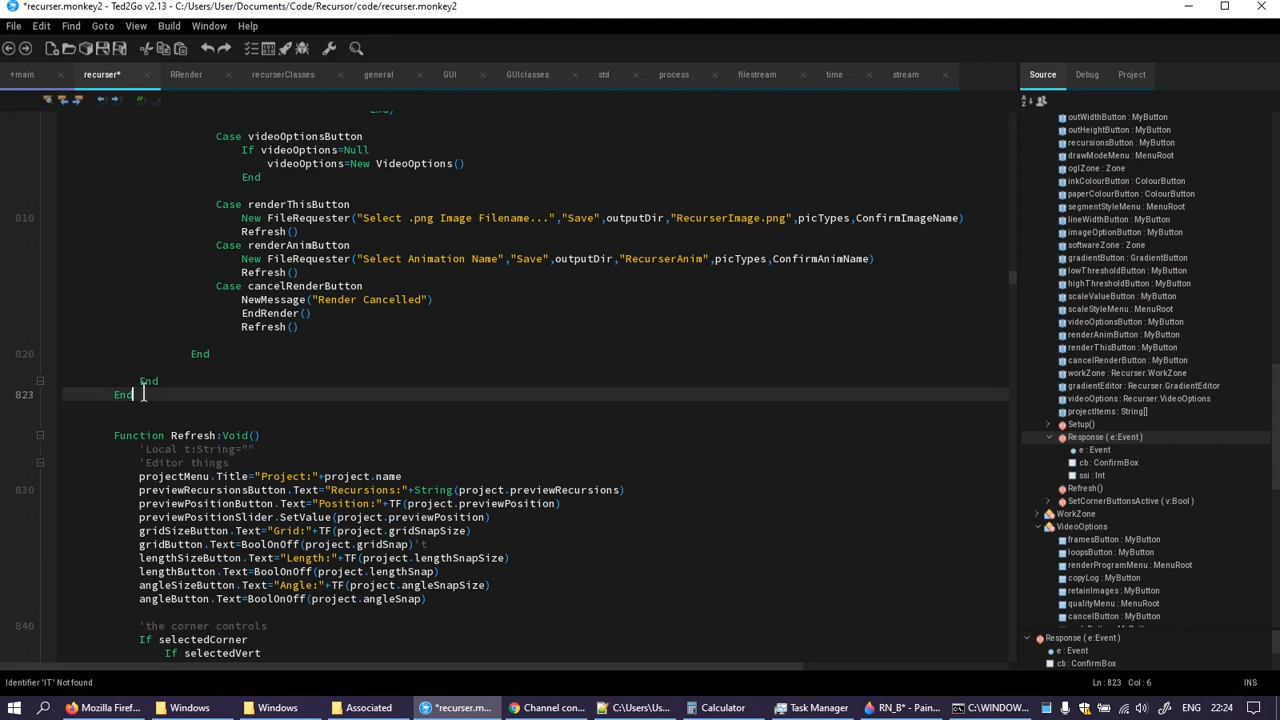 *recurser.monkey2 - Ted2Go v2.13 - C:/Users/User/Documents/Code/Recursor/code/recurser.monkey2
File Edit Find Goto View Build Window Help
+main recurser* RRender recurserClasses general GUI GUIclasses std process filestream time stream Source Debug Project
End)
Case videoOptionsButton
If videoOptions=Null
videoOptions=New VideoOptions()
End
Case renderThisButton
810 New FileRequester("Select .png Image Filename...","Save",outputDir,"RecurserImage.png",picTypes,ConfirmImageName)
Refresh()
Case renderAnimButton
New FileRequester("Select Animation Name","Save",outputDir,"RecurserAnim",picTypes,ConfirmAnimName)
Refresh()
Case cancelRenderButton
NewMessage("Render Cancelled")
EndRender()
Refresh()
820 End
End
823 End
Function Refresh:Void()
'Local t:String=""
'Editor things
projectMenu.Title="Project:"+project.name
830 previewRecursionsButton.Text="Recursions:"+String(project.previewRecursions)
previewPositionButton.Text="Position:"+TF(project.previewPosition)
previewPositionSlider.SetValue(project.previewPosition)
gridSizeButton.Text="Grid:"+TF(project.gridSnapSize)
gridButton.Text=BoolOnOff(project.gridSnap)'t
lengthSizeButton.Text="Length:"+TF(project.lengthSnapSize)
lengthButton.Text=BoolOnOff(project.lengthSnap)
angleSizeButton.Text="Angle:"+TF(project.angleSnapSize)
angleButton.Text=BoolOnOff(project.angleSnap)
840 'the corner controls
If selectedCorner
If selectedVert
outWidthButton : MyButton
outHeightButton : MyButton
recursionsButton : MyButton
drawModeMenu : MenuRoot
oglZone : Zone
inkColourButton : ColourButton
paperColourButton : ColourButton
segmentStyleMenu : MenuRoot
lineWidthButton : MyButton
imageOptionButton : MyButton
softwareZone : Zone
gradientButton : GradientButton
lowThresholdButton : MyButton
highThresholdButton : MyButton
scaleValueButton : MyButton
scaleStyleMenu : MenuRoot
videoOptionsButton : MyButton
renderAnimButton : MyButton
renderThisButton : MyButton
cancelRenderButton : MyButton
workZone : Recurser.WorkZone
gradientEditor : Recurser.GradientEditor
videoOptions : Recurser.VideoOptions
projectItems : String[]
Setup()
Response ( e:Event )
e : Event
cb : ConfirmBox
ssi : Int
Refresh()
SetCornerButtonsActive ( v:Bool )
WorkZone
VideoOptions
framesButton : MyButton
loopsButton : MyButton
renderProgramMenu : MenuRoot
copyLog : MyButton
retainImages : MyButton
qualityMenu : MenuRoot
cancelButton : MyButton
Response ( e:Event )
e : Event
cb : ConfirmBox
Identifier 'IT' Not found Ln : 823 Col : 6 INS
Mozilla Firefox Windows Windows Associated *recurser.m... Channel con... C:\Users\Use... Calculator Task Manager RN_B* - Pain... C:\WINDOW... ENG 22:24